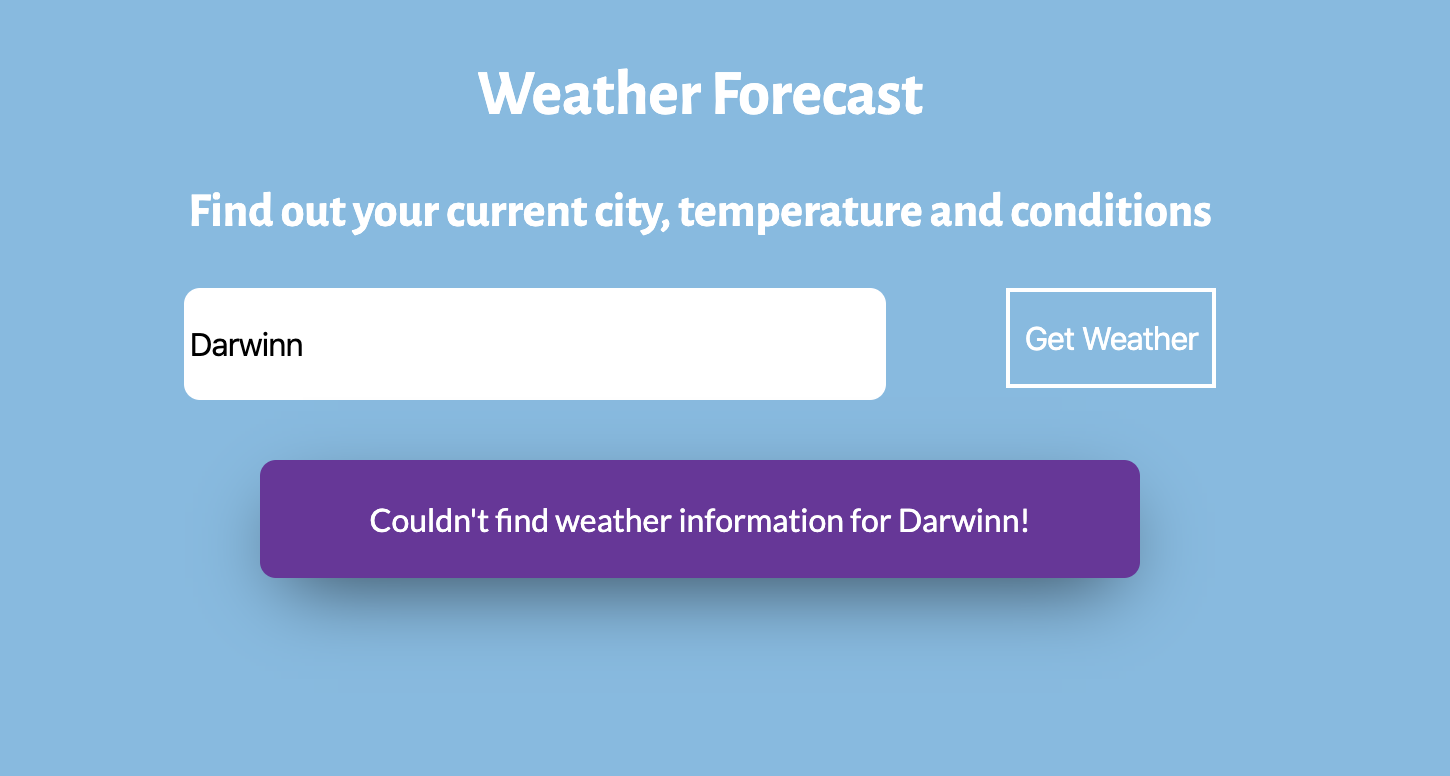 Weather Forecast
Find out your current city, temperature and conditions
Darwinn
Get Weather
Couldn't find weather information for Darwinn!